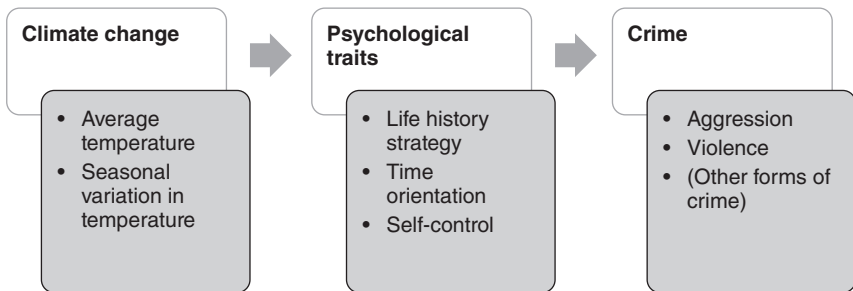 Climate change
• Average
temperature
• Seasonal
variation in
temperature
Psychological
traits
• Life history
strategy
• Time
orientation
• Self-control
Crime
• Aggression
• Violence
• (Other forms of
crime)